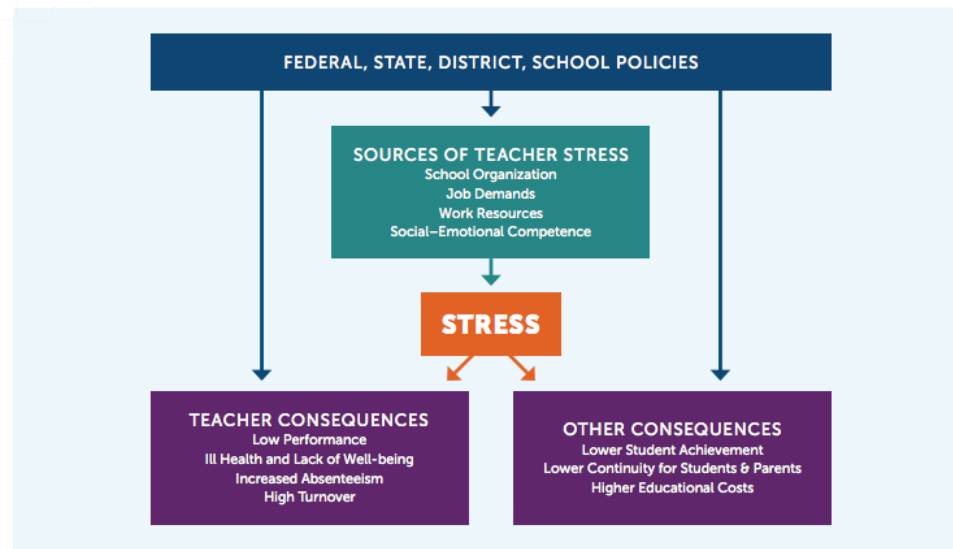 FEDERAL, STATE, DISTRICT, SCHOOL POLICIES
SOURCES OF TEACHER STRESS
School Organization
Job Demands
Work Resources
Social–Emotional Competence
STRESS
TEACHER CONSEQUENCES
Low Performance
Ill Health and Lack of Well-being
Increased Absenteeism
High Turnover
OTHER CONSEQUENCES
Lower Student Achievement
Lower Continuity for Students & Parents
Higher Educational Costs